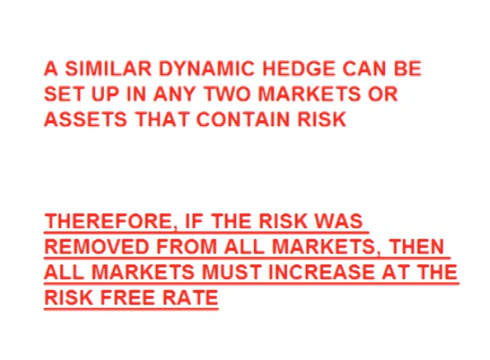 A SIMILAR DYNAMIC HEDGE CAN BE
SET UP IN ANY TWO MARKETS OR
ASSETS THAT CONTAIN RISK
THEREFORE, IF THE RISK WAS
REMOVED FROM ALL MARKETS, THEN
ALL MARKETS MUST INCREASE AT THE
RISK FREE RATE